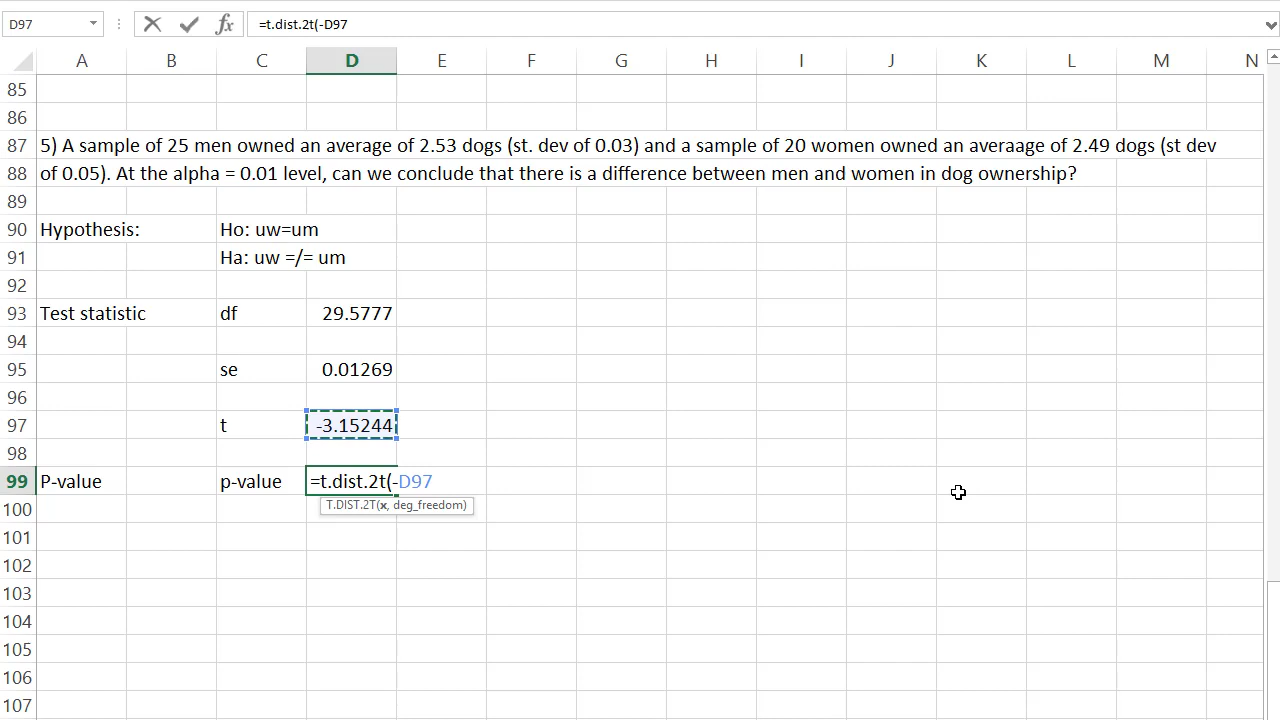 D97
fx
=t.dist.2t(-D97
A B C D E F G H I J K L M N
85
86
87 5) A sample of 25 men owned an average of 2.53 dogs (st. dev of 0.03) and a sample of 20 women owned an averaage of 2.49 dogs (st dev
88 of 0.05). At the alpha = 0.01 level, can we conclude that there is a difference between men and women in dog ownership?
89
90 Hypothesis: Ho: uw=um
91 Ha: uw =/= um
92
93 Test statistic df 29.5777
94
95 se 0.01269
96
97 t -3.15244
98
99 P-value p-value =t.dist.2t(-D97
T.DIST.2T(x, deg_freedom)
100
101
102
103
104
105
106
107